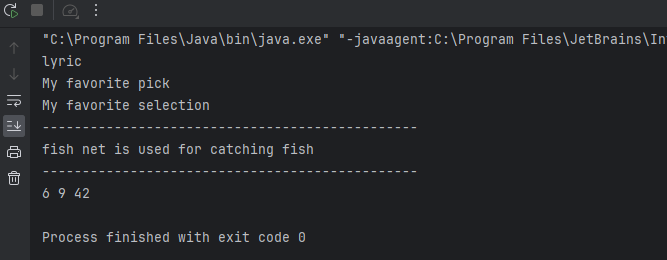 "C:\Program Files\Java\bin\java.exe" "-javaagent:C:\Program Files\JetBrains\In
lyric
My favorite pick
My favorite selection
-----------------------------------------------
fish net is used for catching fish
-----------------------------------------------
6 9 42
Process finished with exit code 0